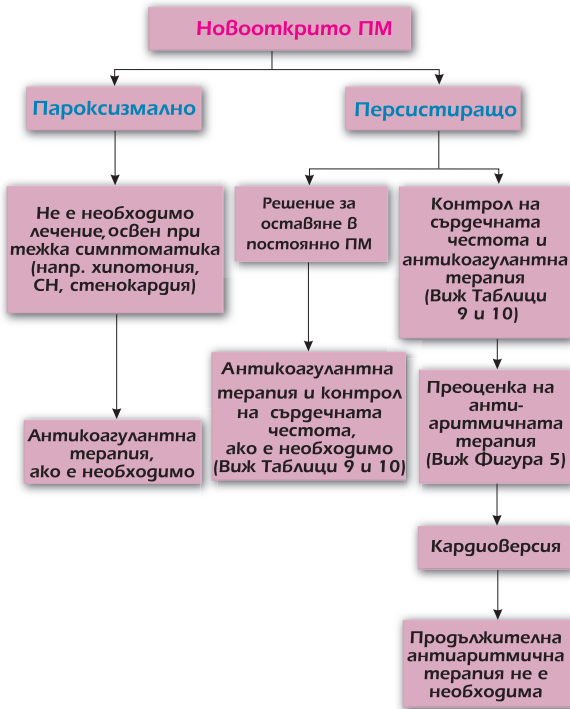 Новооткрито ПМ
Пароксизмално
Персистиращо
Не е необходимо
лечение,освен при
тежка симптоматика
(напр. хипотония,
СН, стенокардия)
Решение за
оставяне в
постоянно ПМ
Контрол на
сърдечната
честота и
антикоагулантна
терапия
(Виж Таблици
9 и 10)
Антикоагулантна
терапия,
ако е необходимо
Антикоагулантна
терапия и контрол
на сърдечната
честота,
ако е необходимо
(Виж Таблици 9 и 10)
Преоценка на
анти-
аритмичната
терапия
(Виж Фигура 5)
Кардиоверсия
Продължителна
антиаритмична
терапия не е
необходима